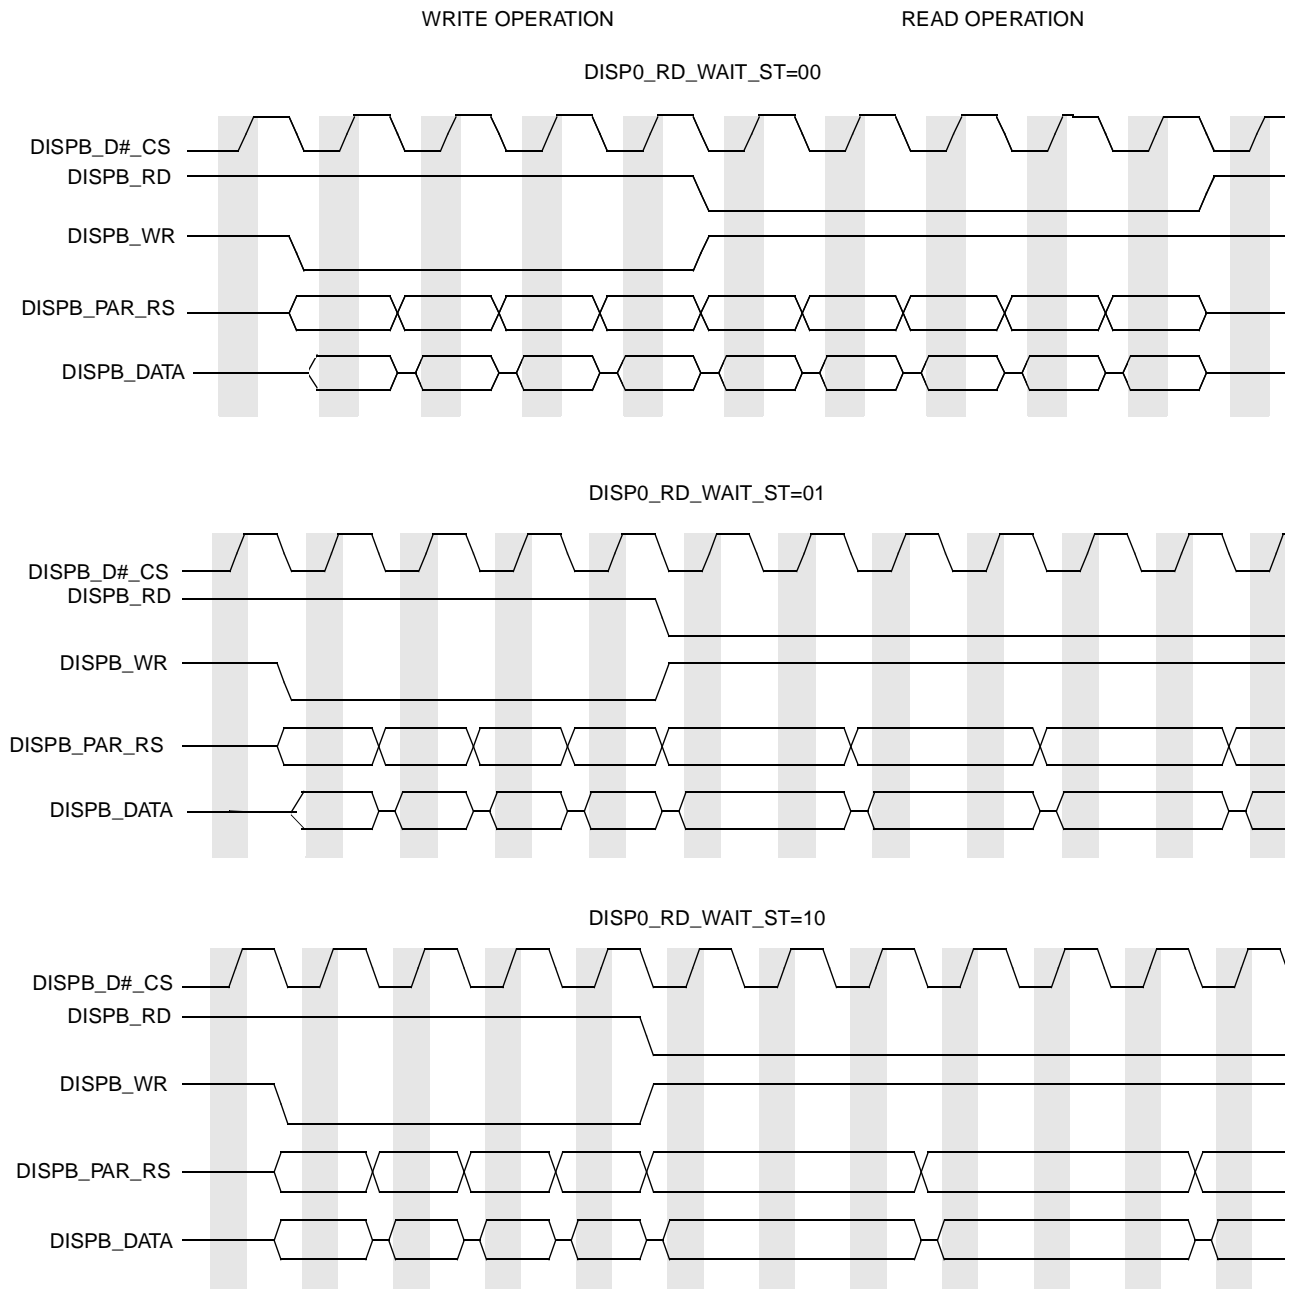 WRITE OPERATION READ OPERATION
DISP0_RD_WAIT_ST=00
DISPB_D#_CS
DISPB_RD
DISPB_WR
DISPB_PAR_RS
DISPB_DATA
DISP0_RD_WAIT_ST=01
DISPB_D#_CS
DISPB_RD
DISPB_WR
DISPB_PAR_RS
DISPB_DATA
DISP0_RD_WAIT_ST=10
DISPB_D#_CS
DISPB_RD
DISPB_WR
DISPB_PAR_RS
DISPB_DATA